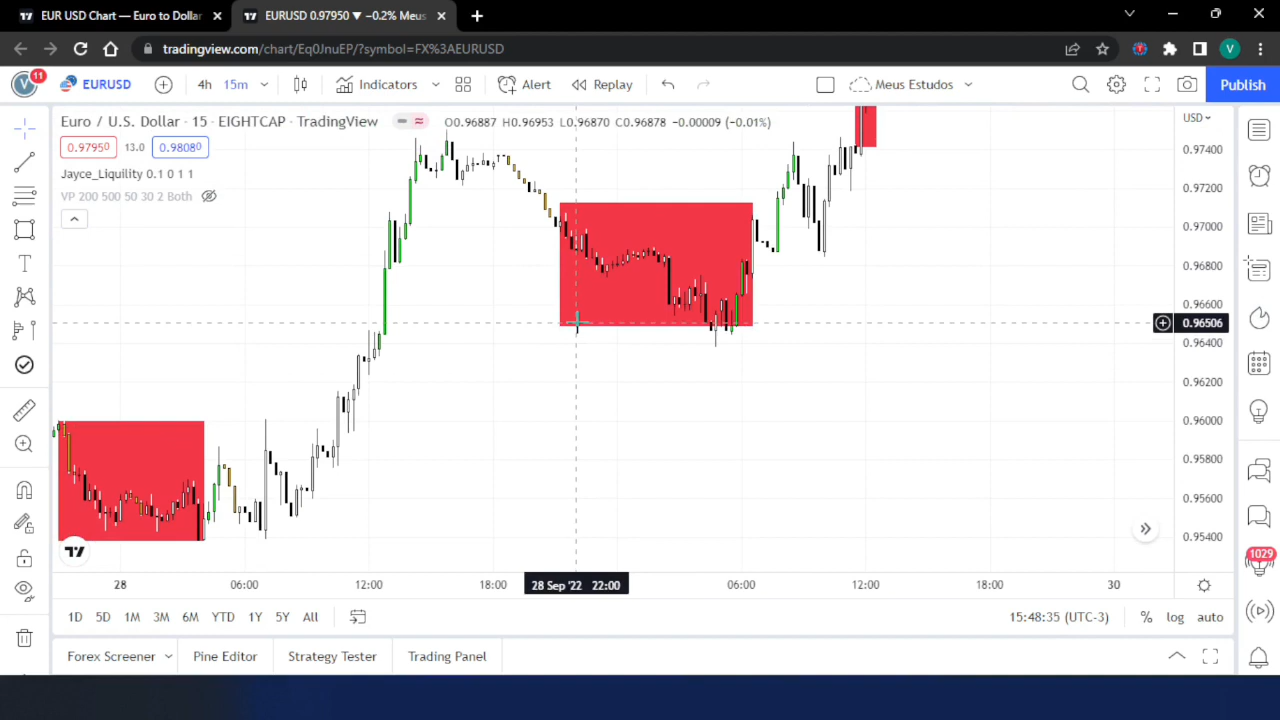 EUR USD Chart — Euro to Dollar
EURUSD 0.97950 ▼ −0.2% Meus
tradingview.com/chart/Eq0JnuEP/?symbol=FX%3AEURUSD
V
V 11
EURUSD
4h 15m
Indicators
Alert
Replay
Meus Estudos
Publish
Euro / U.S. Dollar · 15 · EIGHTCAP · TradingView
O0.96887 H0.96953 L0.96870 C0.96878 −0.00009 (−0.01%)
USD
0.97950 13.0 0.98080
Jayce_Liquility 0.1 0 1 1
VP 200 500 50 30 2 Both
0.97400
0.97200
0.97000
0.96800
0.96600
0.96506
0.96400
0.96200
0.96000
0.95800
0.95600
0.95400
1029
28 06:00 12:00 18:00 28 Sep '22 22:00 06:00 12:00 18:00 30
1D 5D 1M 3M 6M YTD 1Y 5Y All
15:48:35 (UTC-3) % log auto
Forex Screener Pine Editor Strategy Tester Trading Panel